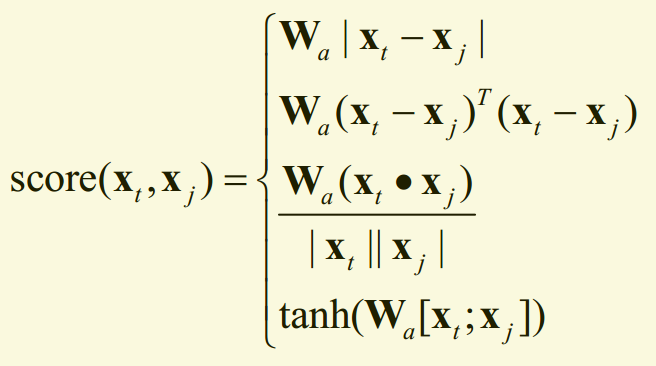 W_a | x_t − x_j |
W_a(x_t − x_j)^T(x_t − x_j)
score(x_t, x_j) = { W_a(x_t • x_j)
| x_t || x_j |
tanh(W_a[x_t; x_j])